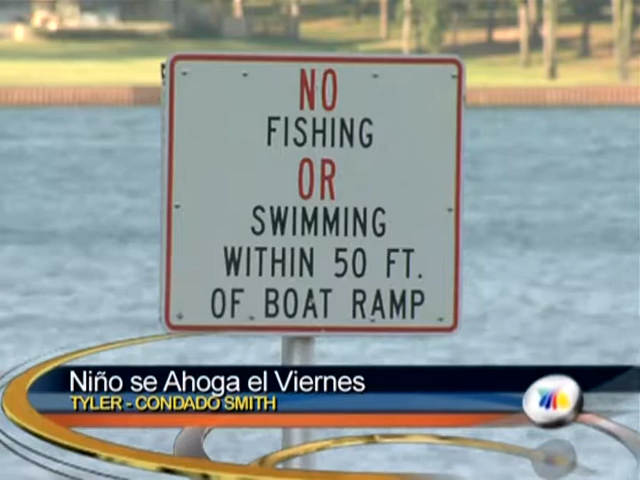 NO
FISHING
OR
SWIMMING
WITHIN 50 FT.
OF BOAT RAMP
Niño se Ahoga el Viernes
TYLER - CONDADO SMITH